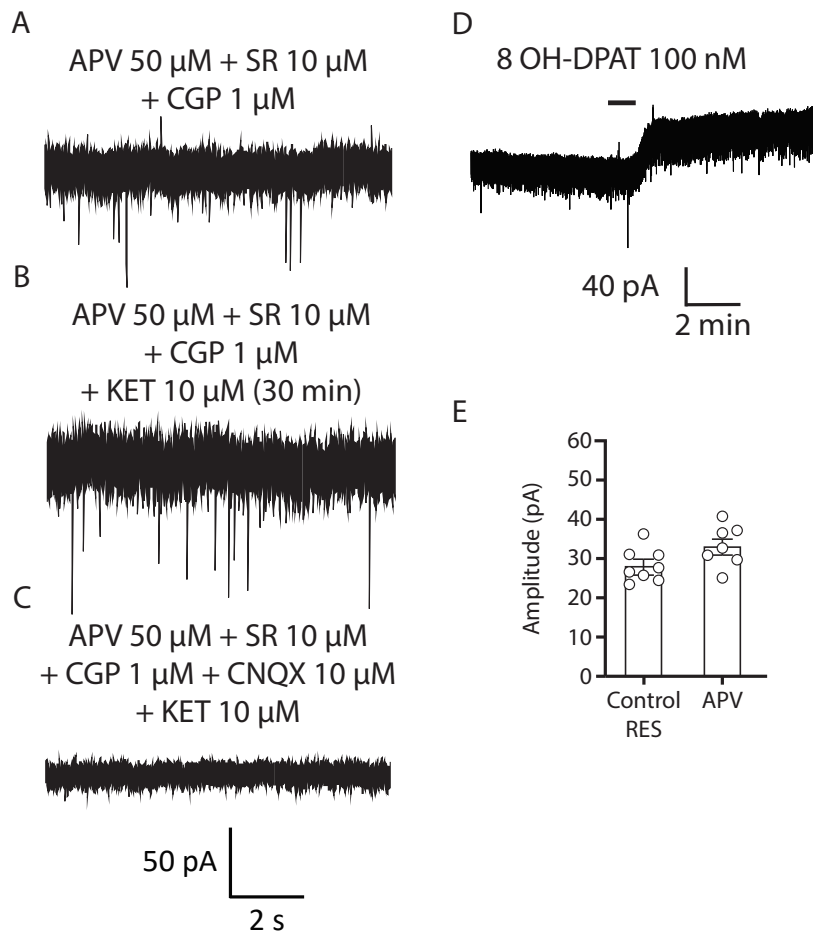 A
APV 50 µM + SR 10 µM
+ CGP 1 µM
B
APV 50 µM + SR 10 µM
+ CGP 1 µM
+ KET 10 µM (30 min)
C
APV 50 µM + SR 10 µM
+ CGP 1 µM + CNQX 10 µM
+ KET 10 µM
50 pA
2 s
D
8 OH-DPAT 100 nM
40 pA
2 min
E
Amplitude (pA)
60
50
40
30
20
10
0
Control
RES
APV